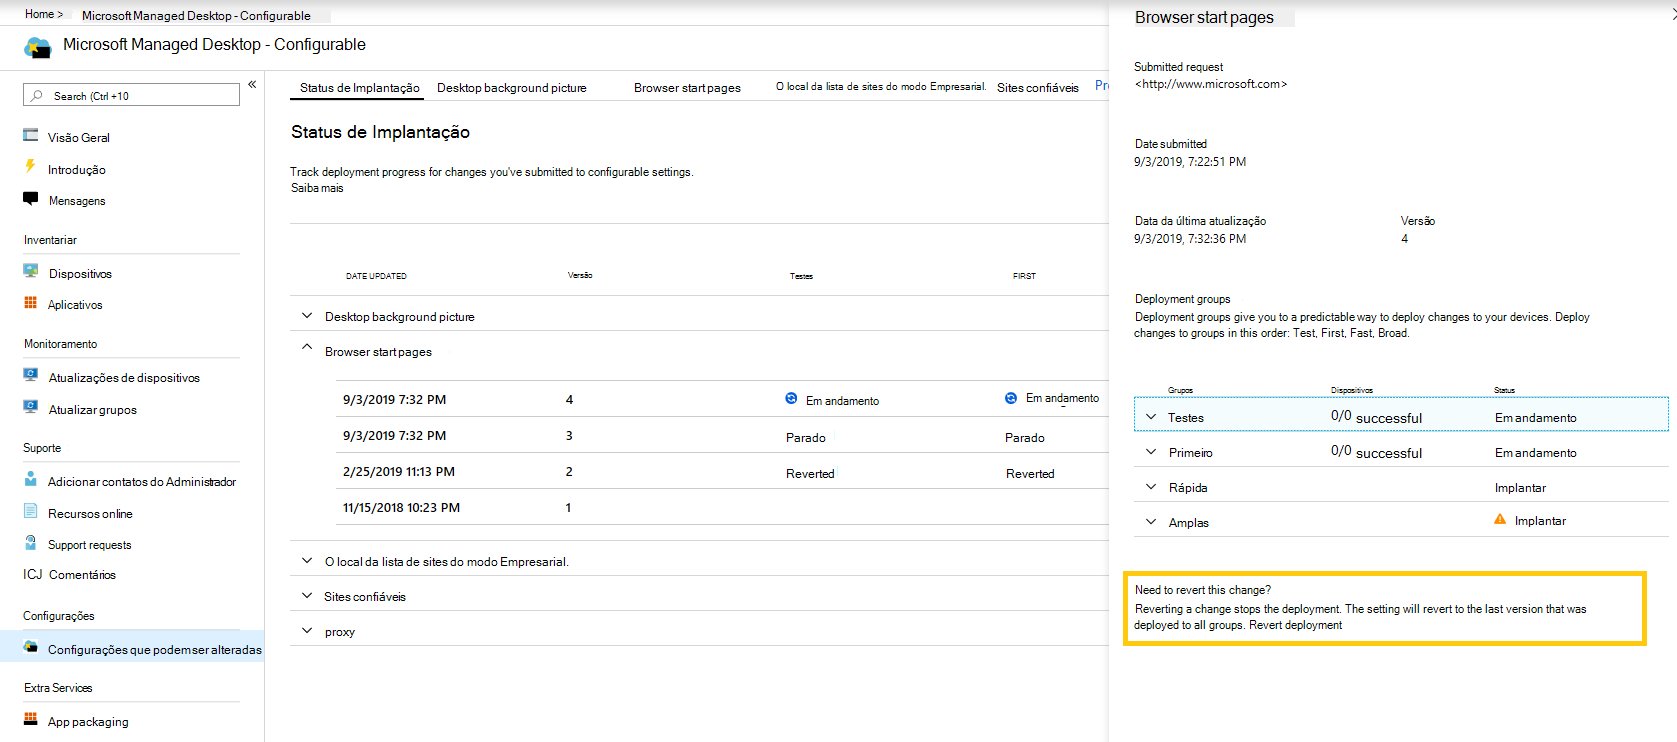 Home > Microsoft Managed Desktop - Configurable
Microsoft Managed Desktop - Configurable
Search (Ctrl +10
Visão Geral
Introdução
Mensagens
Inventariar
Dispositivos
Aplicativos
Monitoramento
Atualizações de dispositivos
Atualizar grupos
Suporte
Adicionar contatos do Administrador
Recursos online
Support requests
ICJ Comentários
Configurações
Configurações que podem ser alteradas
Extra Services
App packaging
Status de Implantação Desktop background picture Browser start pages O local da lista de sites do modo Empresarial. Sites confiáveis Pr
Status de Implantação
Track deployment progress for changes you've submitted to configurable settings.
Saiba mais
DATE UPDATED Versão Testes FIRST
Desktop background picture
Browser start pages
9/3/2019 7:32 PM 4 Em andamento Em andamento
9/3/2019 7:32 PM 3 Parado Parado
2/25/2019 11:13 PM 2 Reverted Reverted
11/15/2018 10:23 PM 1
O local da lista de sites do modo Empresarial.
Sites confiáveis
proxy
Browser start pages
Submitted request
<http://www.microsoft.com>
Date submitted
9/3/2019, 7:22:51 PM
Data da última atualização Versão
9/3/2019, 7:32:36 PM 4
Deployment groups
Deployment groups give you to a predictable way to deploy changes to your devices. Deploy
changes to groups in this order: Test, First, Fast, Broad.
Grupos Dispositivos Status
Testes 0/0 successful Em andamento
Primeiro 0/0 successful Em andamento
Rápida Implantar
Amplas Implantar
Need to revert this change?
Reverting a change stops the deployment. The setting will revert to the last version that was
deployed to all groups. Revert deployment